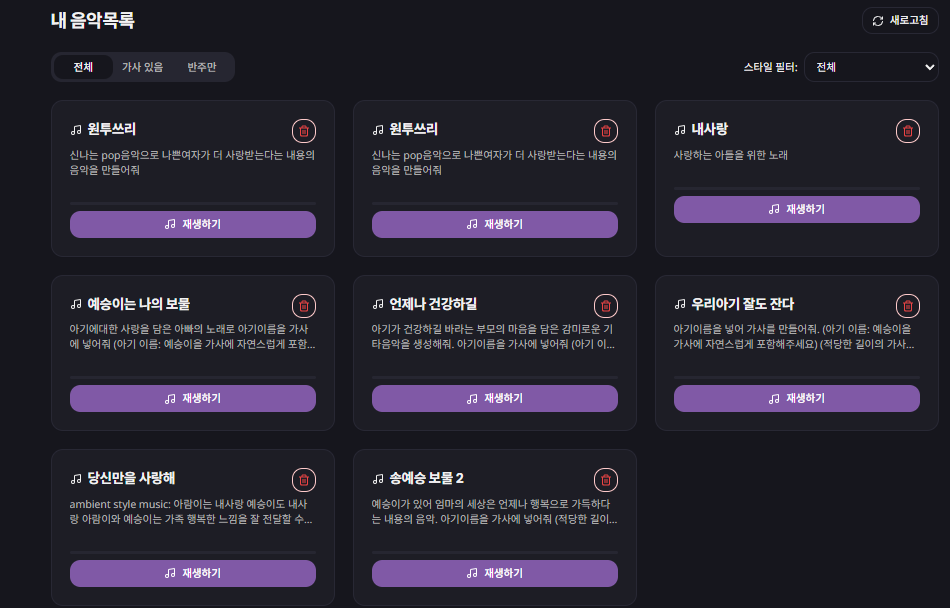 내 음악목록
새로고침
전체 가사 있음 반주만
스타일 필터: 전체
원투쓰리
신나는 pop음악으로 나쁜여자가 더 사랑받는다는 내용의
음악을 만들어줘
재생하기
원투쓰리
신나는 pop음악으로 나쁜여자가 더 사랑받는다는 내용의
음악을 만들어줘
재생하기
내사랑
사랑하는 아들을 위한 노래
재생하기
예승이는 나의 보물
아기에대한 사랑을 담은 아빠의 노래로 아기이름을 가사
에 넣어줘 (아기 이름: 예승이을 가사에 자연스럽게 포함...
재생하기
언제나 건강하길
아기가 건강하길 바라는 부모의 마음을 담은 감미로운 기
타음악을 생성해줘. 아기이름을 가사에 넣어줘 (아기 이...
재생하기
우리아기 잘도 잔다
아기이름을 넣어 가사를 만들어줘. (아기 이름: 예승이을
가사에 자연스럽게 포함해주세요) (적당한 길이의 가사...
재생하기
당신만을 사랑해
ambient style music: 아람이는 내사랑 예승이도 내사
랑 아람이와 예승이는 가족 행복한 느낌을 잘 전달할 수...
재생하기
송예승 보물 2
예승이가 있어 엄마의 세상은 언제나 행복으로 가득하다
는 내용의 음악. 아기이름을 가사에 넣어줘 (적당한 길이...
재생하기